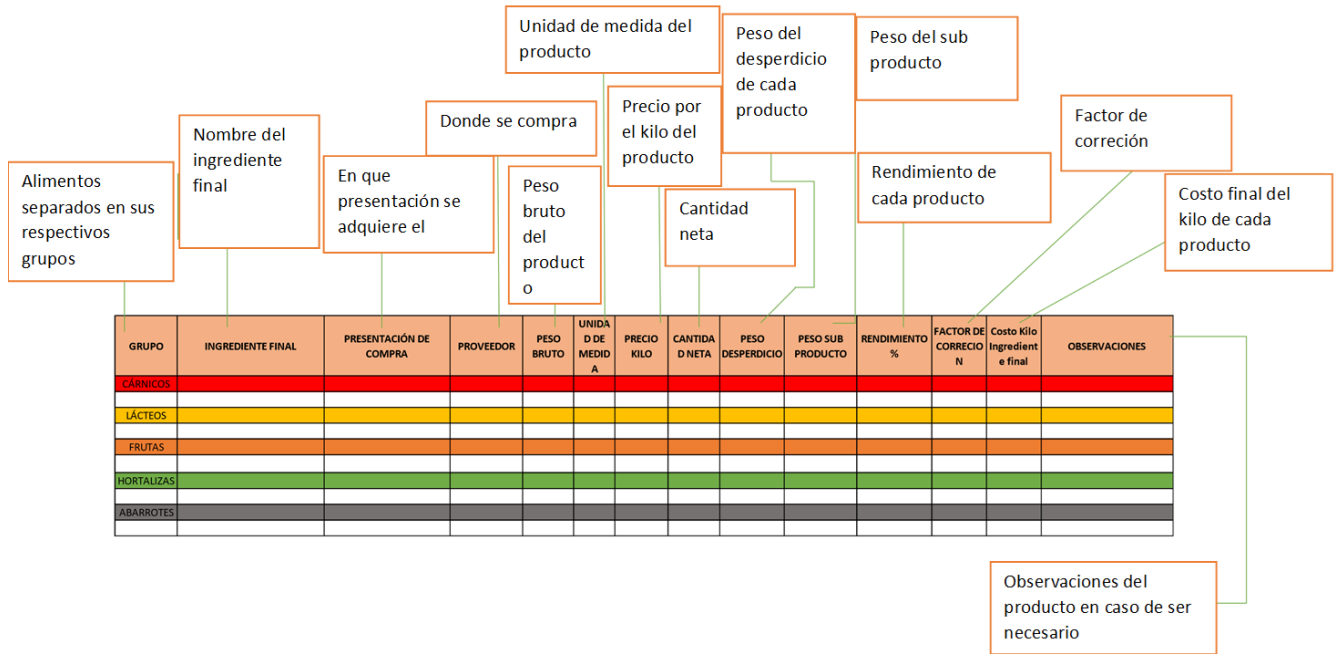 Unidad de medida del
producto
Peso del
desperdicio
de cada
producto
Peso del sub
producto
Precio por
el kilo del
producto
Factor de
correción
Donde se compra
Nombre del
ingrediente
final
En que
presentación se
adquiere el
Rendimiento de
cada producto
Alimentos
separados en sus
respectivos
grupos
Peso
bruto
del
product
o
Cantidad
neta
Costo final del
kilo de cada
producto
GRUPO
INGREDIENTE FINAL
PRESENTACIÓN DE
COMPRA
PROVEEDOR
PESO
BRUTO
UNIDA
D DE
MEDID
A
PRECIO
KILO
CANTIDA
D NETA
PESO
DESPERDICIO
PESO SUB
PRODUCTO
RENDIMIENTO
%
FACTOR DE
CORRECIO
N
Costo Kilo
Ingredient
e final
OBSERVACIONES
CÁRNICOS
LÁCTEOS
FRUTAS
HORTALIZAS
ABARROTES
Observaciones del
producto en caso de ser
necesario